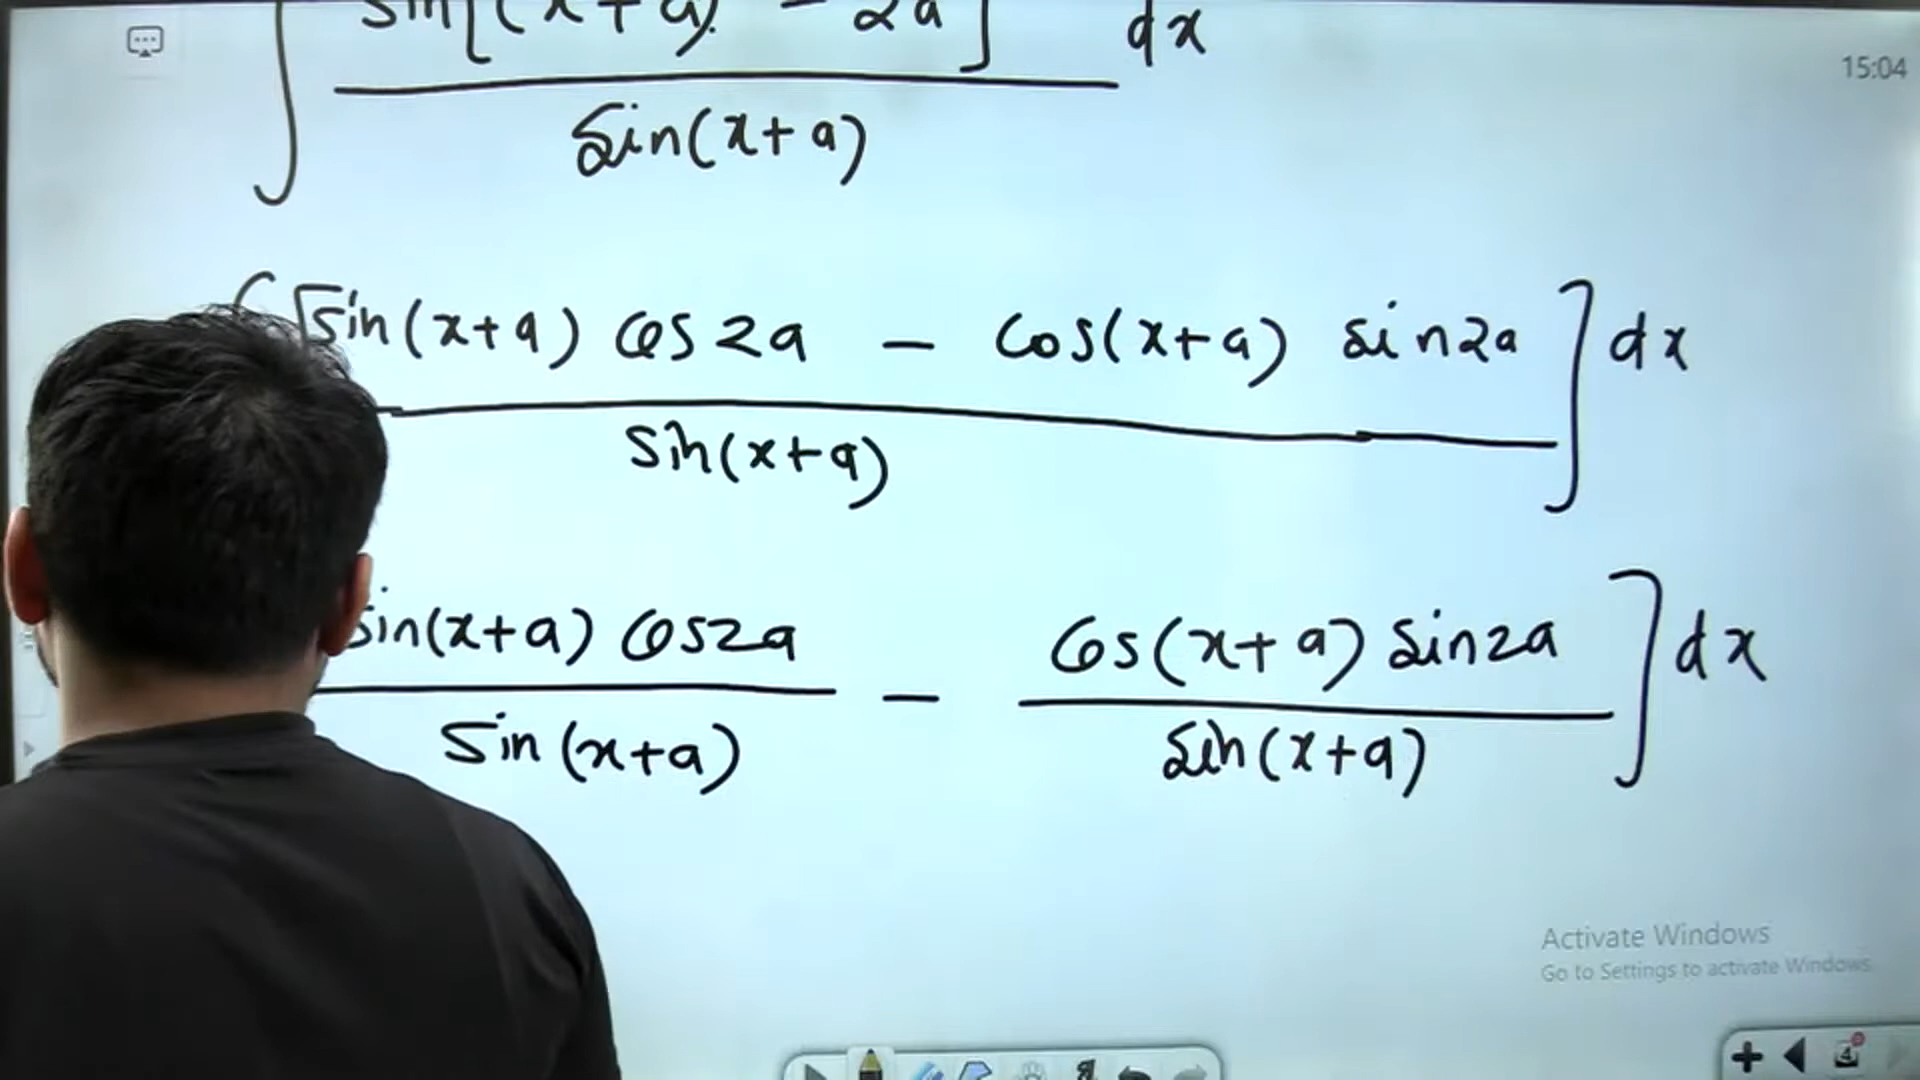 ∫ sin[(x+a) - 2a] dx
sin(x+a)
15:04
∫ [sin(x+a) cos2a - cos(x+a) sin2a] dx
sin(x+a)
sin(x+a) cos2a - cos(x+a) sin2a ] dx
sin(x+a) sin(x+a)
Activate Windows
Go to Settings to activate Windows
4